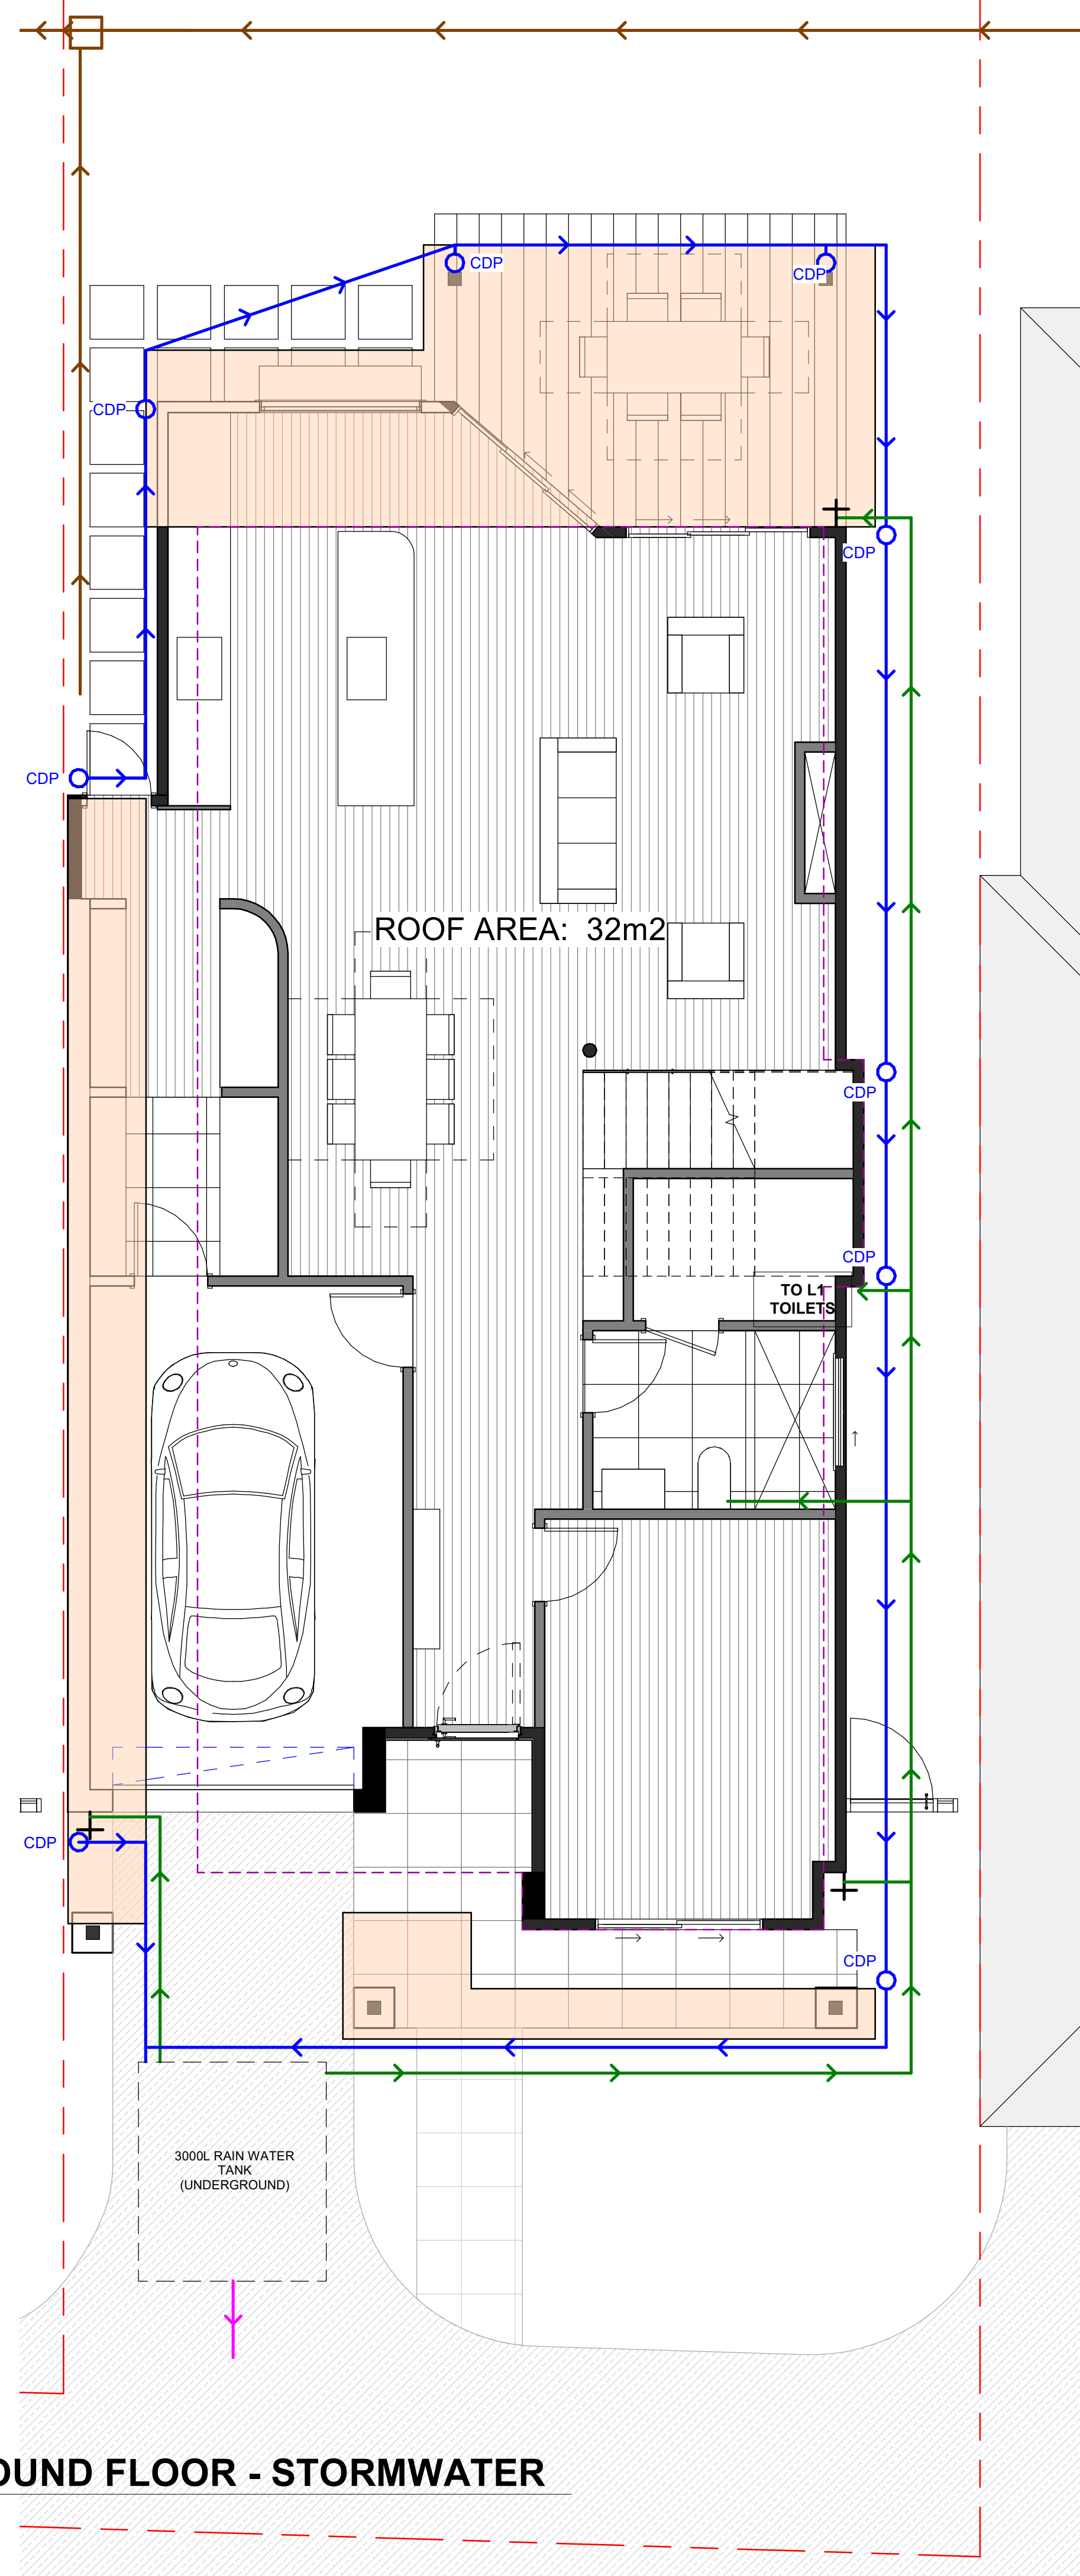 CDP
CDP
CDP
CDP
CDP
ROOF AREA: 32m2
CDP
CDP
TO L1
TOILETS
CDP
CDP
3000L RAIN WATER
TANK
(UNDERGROUND)
OUND FLOOR - STORMWATER